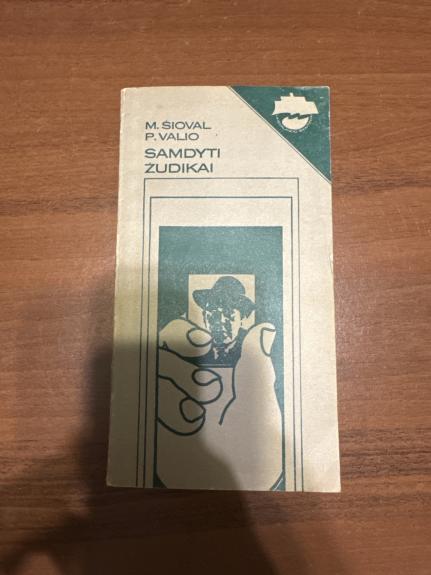 M. ŠIOVAL
P. VALIO
SAMDYTI
ŽUDIKAI